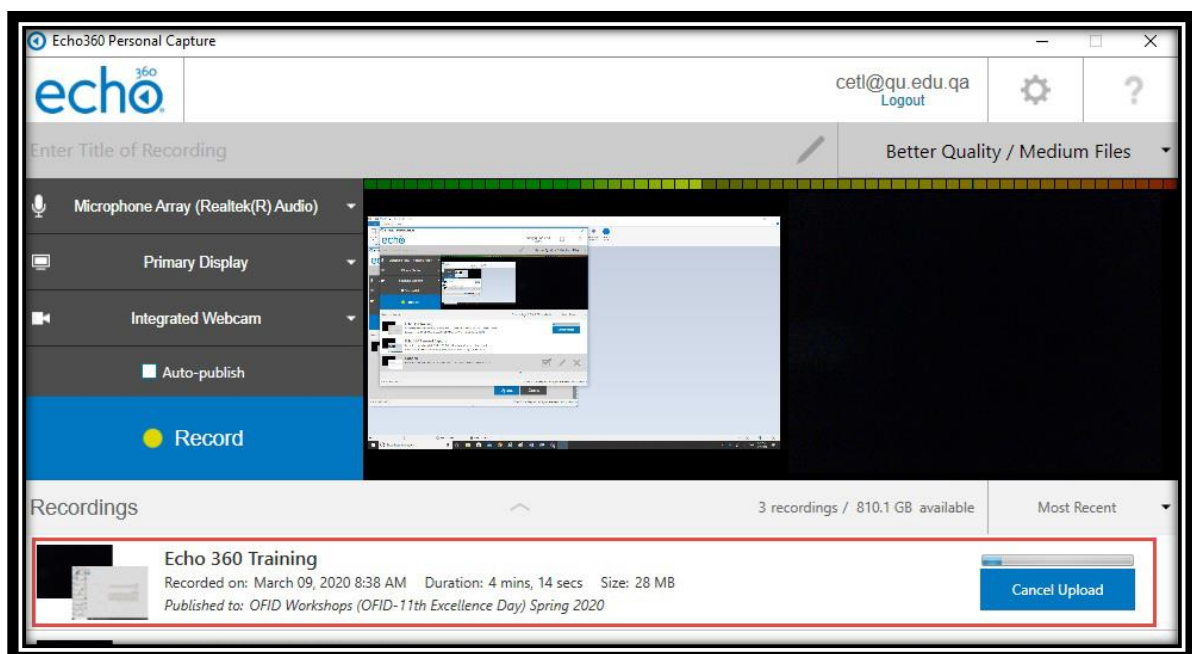 Echo360 Personal Capture
echo360
cetl@qu.edu.qa
Logout
?
Enter Title of Recording
Better Quality / Medium Files
Microphone Array (Realtek(R) Audio)
Primary Display
Integrated Webcam
Auto-publish
Record
Recordings
3 recordings / 810.1 GB available
Most Recent
Echo 360 Training
Recorded on: March 09, 2020 8:38 AM Duration: 4 mins, 14 secs Size: 28 MB
Published to: OFID Workshops (OFID-11th Excellence Day) Spring 2020
Cancel Upload